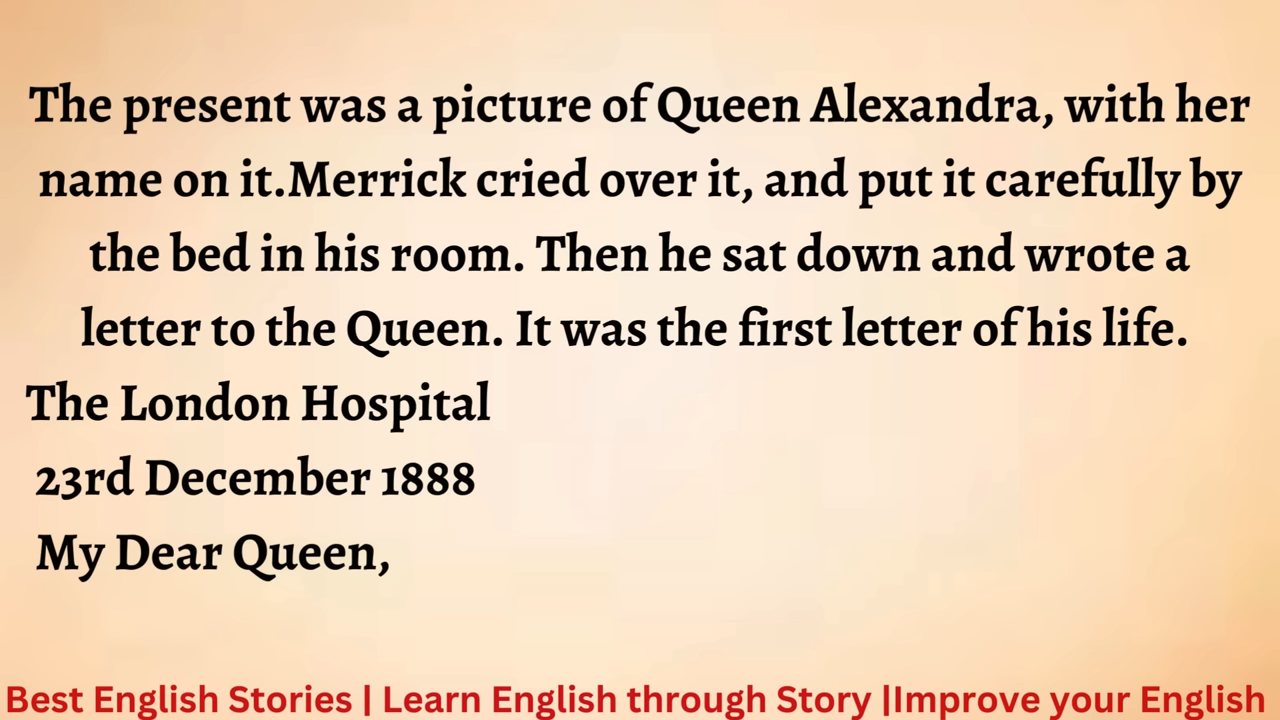 The present was a picture of Queen Alexandra, with her
name on it.Merrick cried over it, and put it carefully by
the bed in his room. Then he sat down and wrote a
letter to the Queen. It was the first letter of his life.
The London Hospital
23rd December 1888
My Dear Queen,
Best English Stories | Learn English through Story |Improve your English